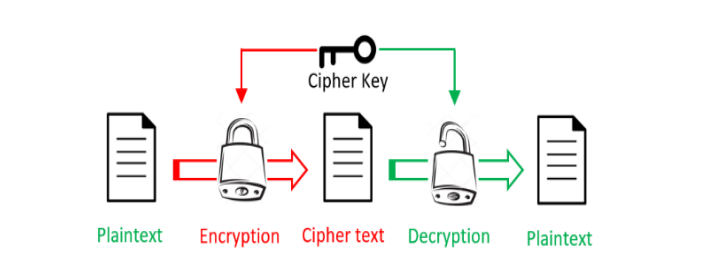 Cipher Key
Plaintext
Encryption
Cipher text
Decryption
Plaintext